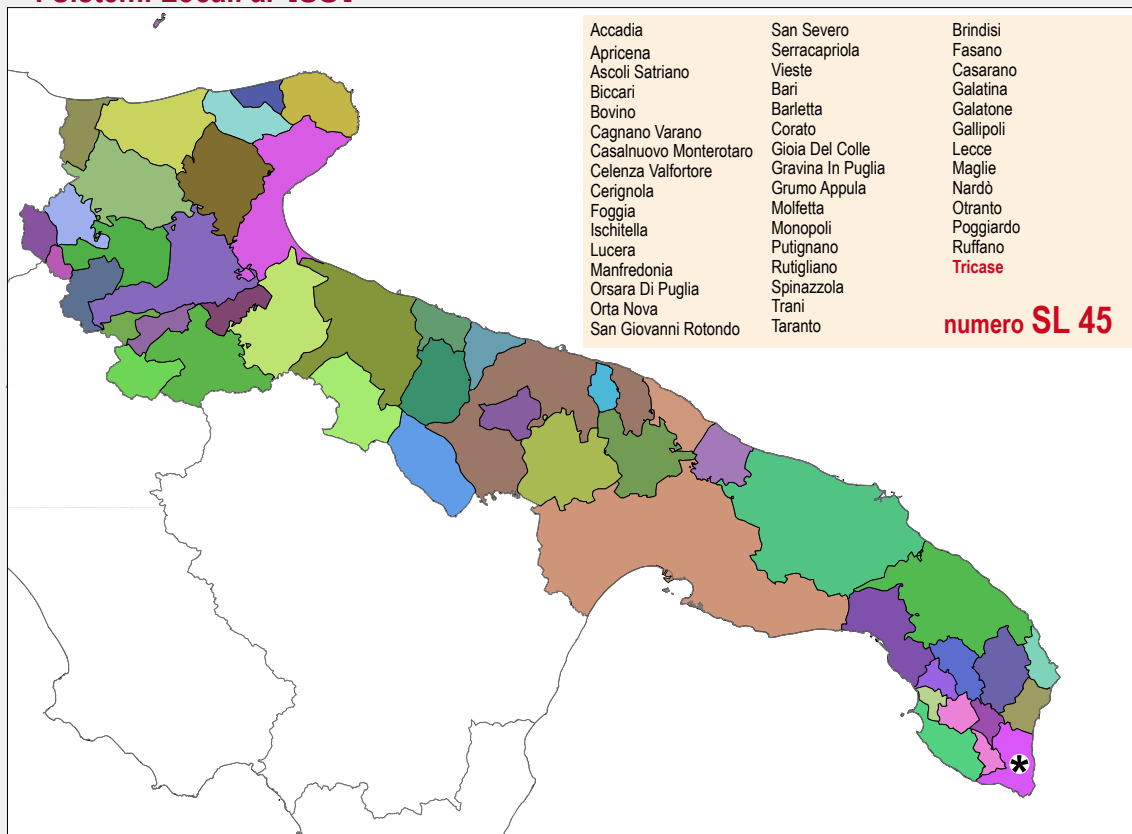 I Sistemi Locali al
Accadia
Apricena
Ascoli Satriano
Biccari
Bovino
Cagnano Varano
Casalnuovo Monterotaro
Celenza Valfortore
Cerignola
Foggia
Ischitella
Lucera
Manfredonia
Orsara Di Puglia
Orta Nova
San Giovanni Rotondo
San Severo
Serracapriola
Vieste
Bari
Barletta
Corato
Gioia Del Colle
Gravina In Puglia
Grumo Appula
Molfetta
Monopoli
Putignano
Rutigliano
Spinazzola
Trani
Taranto
Brindisi
Fasano
Casarano
Galatina
Galatone
Gallipoli
Lecce
Maglie
Nardò
Otranto
Poggiardo
Ruffano
Tricase
numero SL 45
*